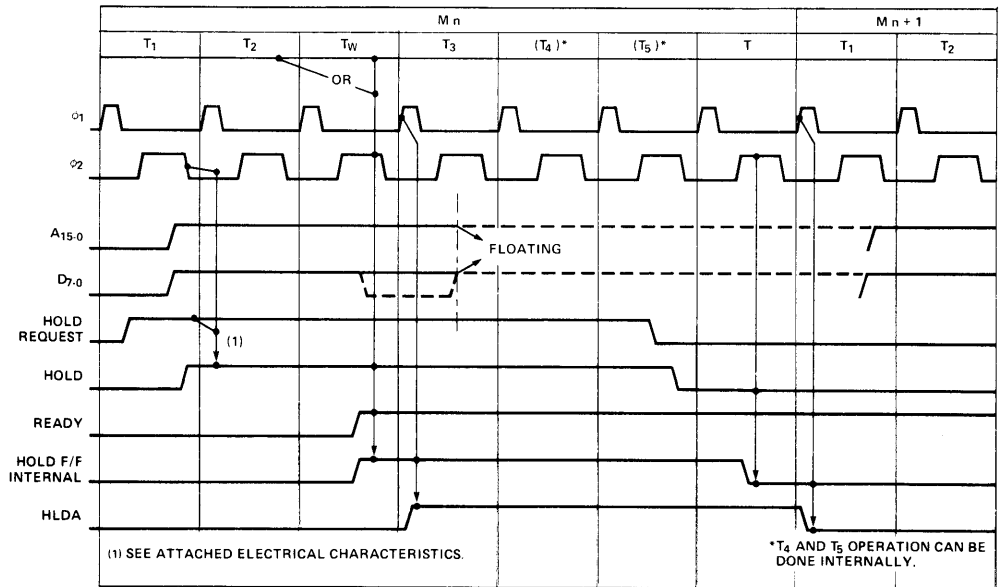 Mn
Mn + 1
T1 T2 TW T3 (T4)* (T5)* T T1 T2
OR
φ1
φ2
A15-0
FLOATING
D7-0
HOLD
REQUEST
(1)
HOLD
READY
HOLD F/F
INTERNAL
HLDA
(1) SEE ATTACHED ELECTRICAL CHARACTERISTICS.
*T4 AND T5 OPERATION CAN BE
DONE INTERNALLY.